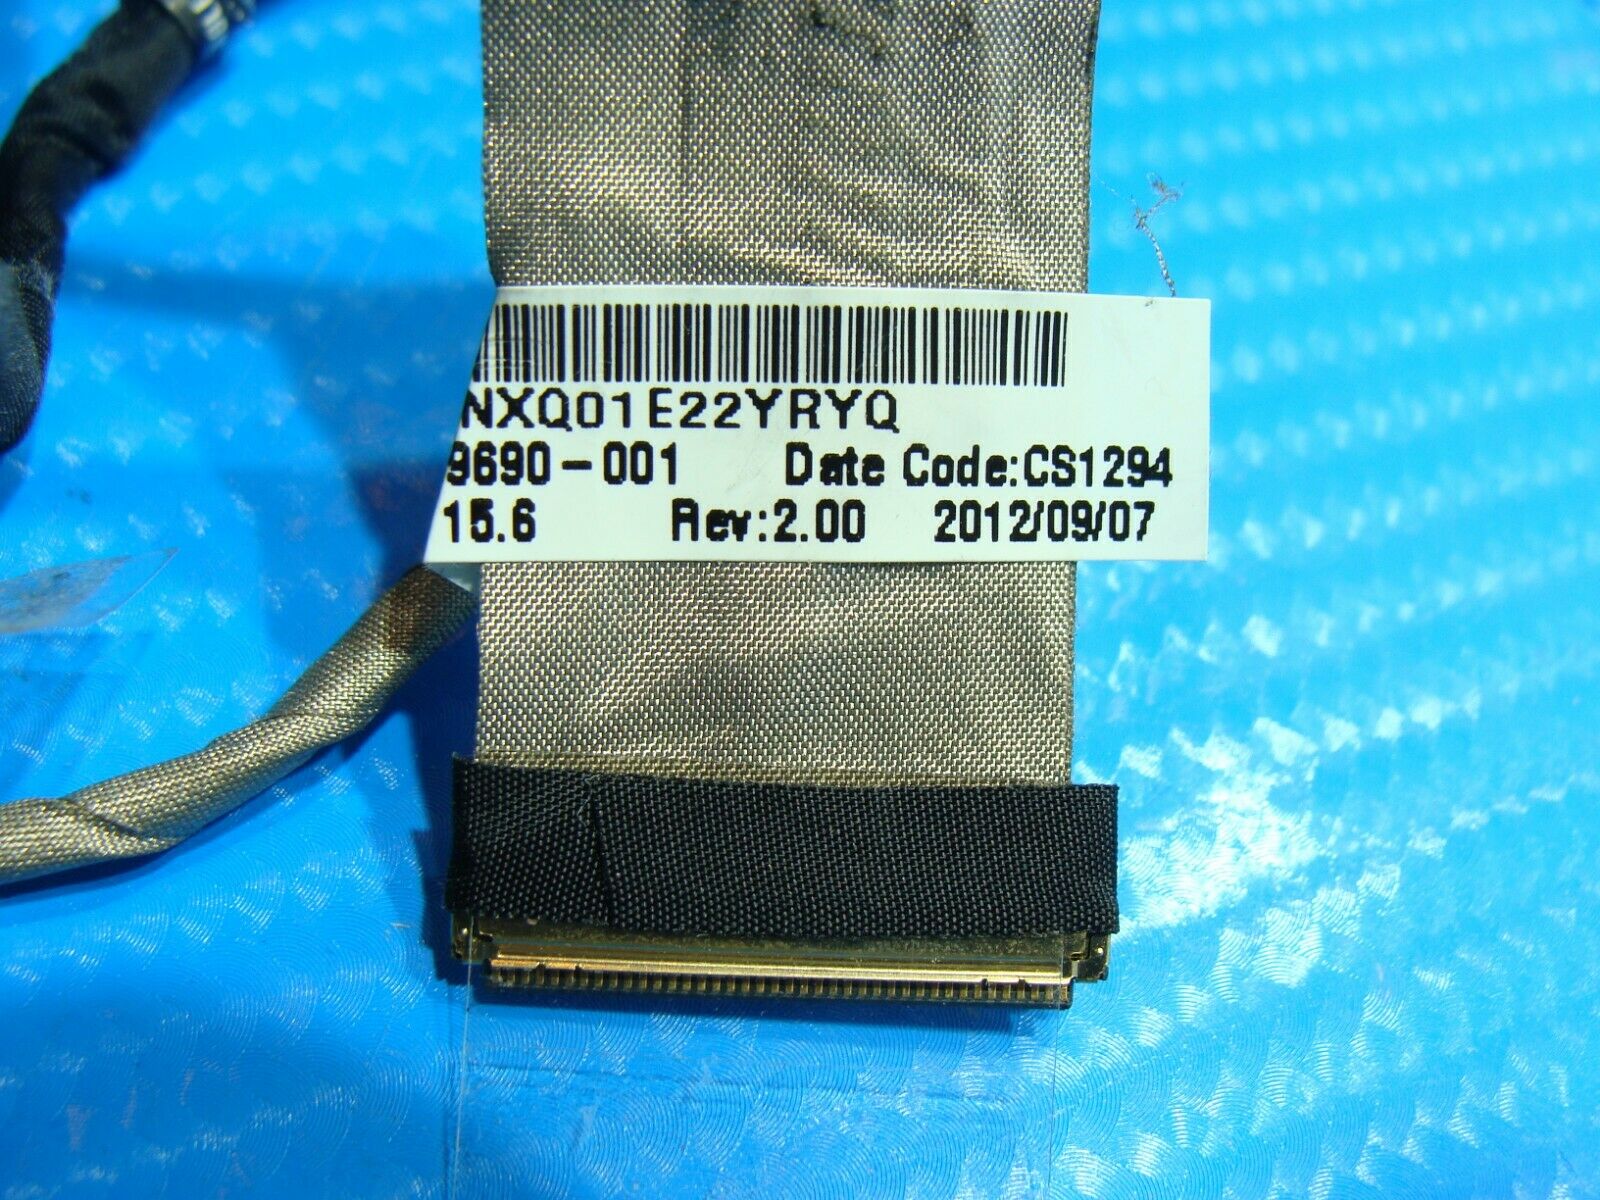 NXQ01E22YRYQ
9690-001 Date Code:CS1294
15.6 Rev:2.00 2012/09/07